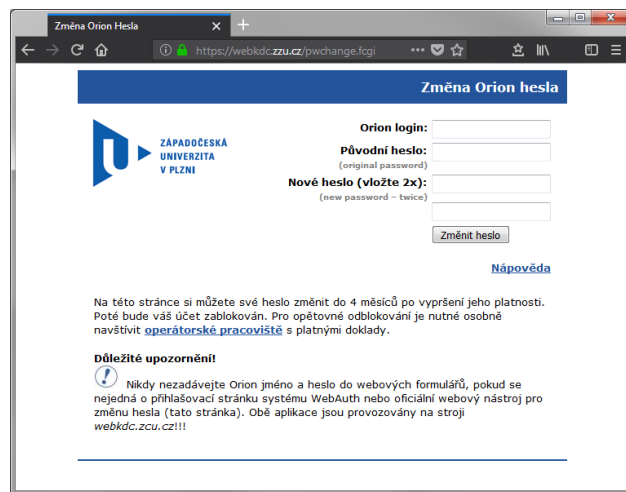 Změna Orion Hesla
https://webkdc.zzu.cz/pwchange.fcgi
Změna Orion hesla
ZÁPADOČESKÁ
UNIVERZITA
V PLZNI
Orion login:
Původní heslo:
(original password)
Nové heslo (vložte 2x):
(new password – twice)
Změnit heslo
Nápověda
Na této stránce si můžete své heslo změnit do 4 měsíců po vypršení jeho platnosti.
Poté bude váš účet zablokován. Pro opětovné odblokování je nutné osobně
navštívit operátorské pracoviště s platnými doklady.
Důležité upozornění!
Nikdy nezadávejte Orion jméno a heslo do webových formulářů, pokud se
nejedná o přihlašovací stránku systému WebAuth nebo oficiální webový nástroj pro
změnu hesla (tato stránka). Obě aplikace jsou provozovány na stroji
webkdc.zcu.cz!!!